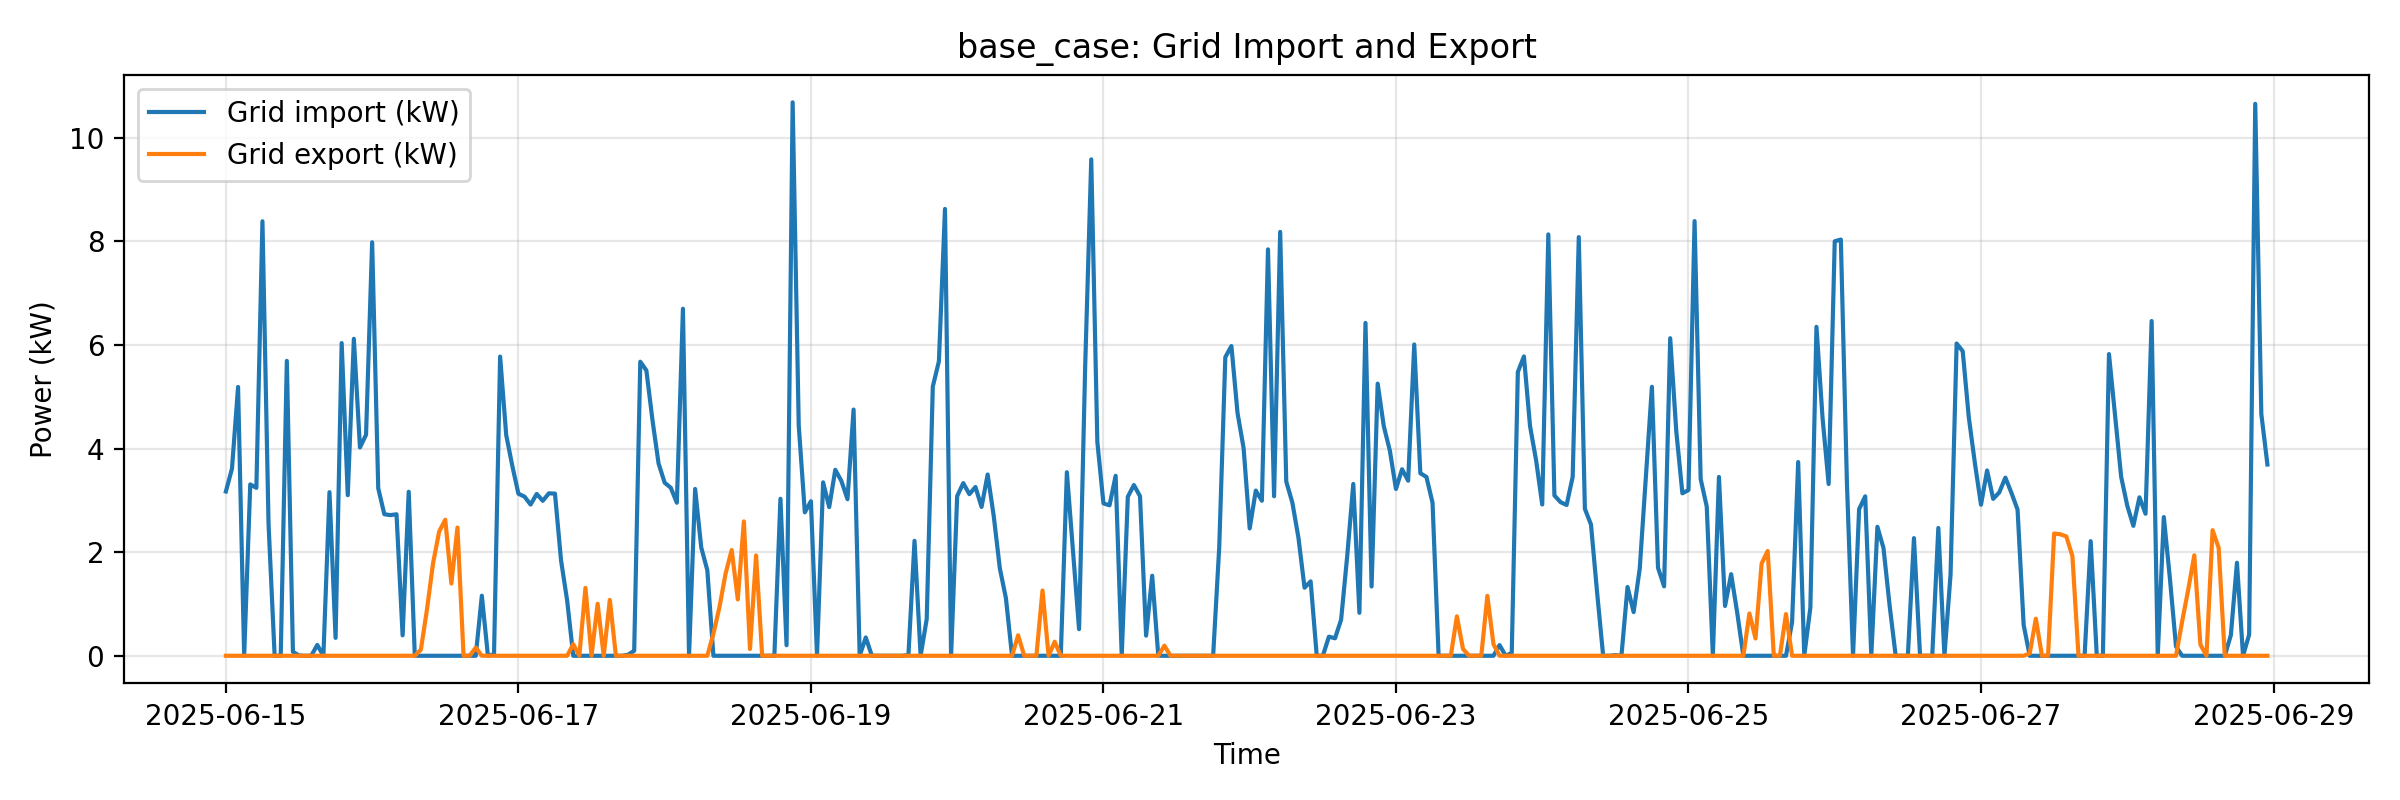 base_case: Grid Import and Export
Grid import (kW)
Grid export (kW)
Power (kW)
10
8
6
4
2
0
2025-06-15 2025-06-17 2025-06-19 2025-06-21 2025-06-23 2025-06-25 2025-06-27 2025-06-29
Time